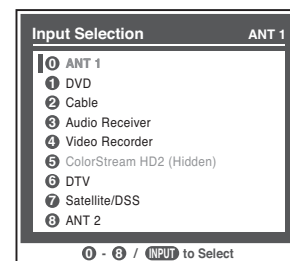 Input Selection ANT 1
0 ANT 1
1 DVD
2 Cable
3 Audio Receiver
4 Video Recorder
5 ColorStream HD2 (Hidden)
6 DTV
7 Satellite/DSS
8 ANT 2
0 - 8 / INPUT to Select